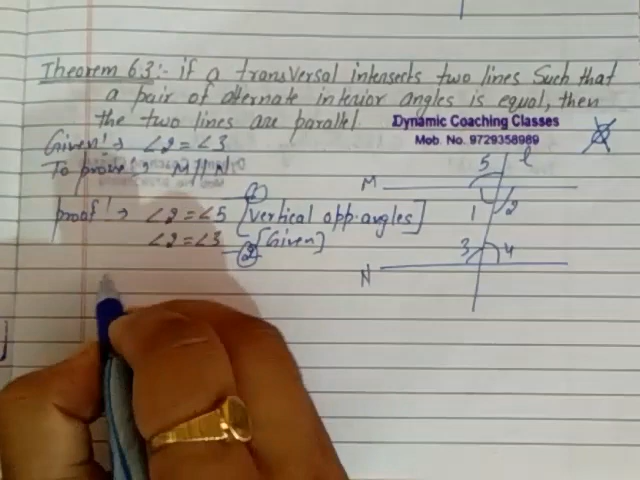 Theorem 6.3:- if a transversal intersects two lines Such that
a pair of alternate interior angles is equal, then
the two lines are parallel
Dynamic Coaching Classes
Mob. No. 9729358989
Given:→ ∠2 = ∠3
To prove:→ M || N
proof:→ ∠2 = ∠5 [vertical opp. angles] ①
∠2 = ∠3 [Given] — ②
l
5
M
1 2
3 4
N